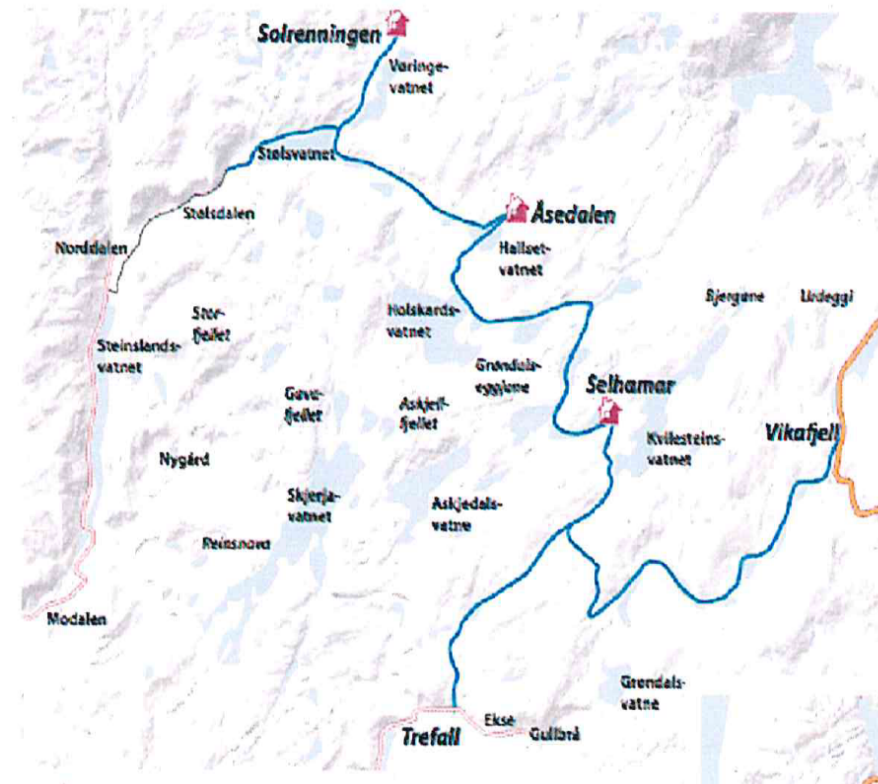 Solrenningen
Vøringe-
vatnet
Stølsvatnet
Stølsdalen
Åsedalen
Norddalen
Hallset-
vatnet
Bjergane
Holskards-
vatnet
Stor-
fjellet
Steinslands-
vatnet
Grøndals-
eggjane
Selhamar
Gave-
fjellet
Askjell-
fjellet
Vikafjell
Kvilesteins-
vatnet
Nygård
Skjerja-
vatnet
Askjedals-
vatne
Reinsnova
Modalen
Grøndals-
vatne
Ekse
Trefall
Gullbrå